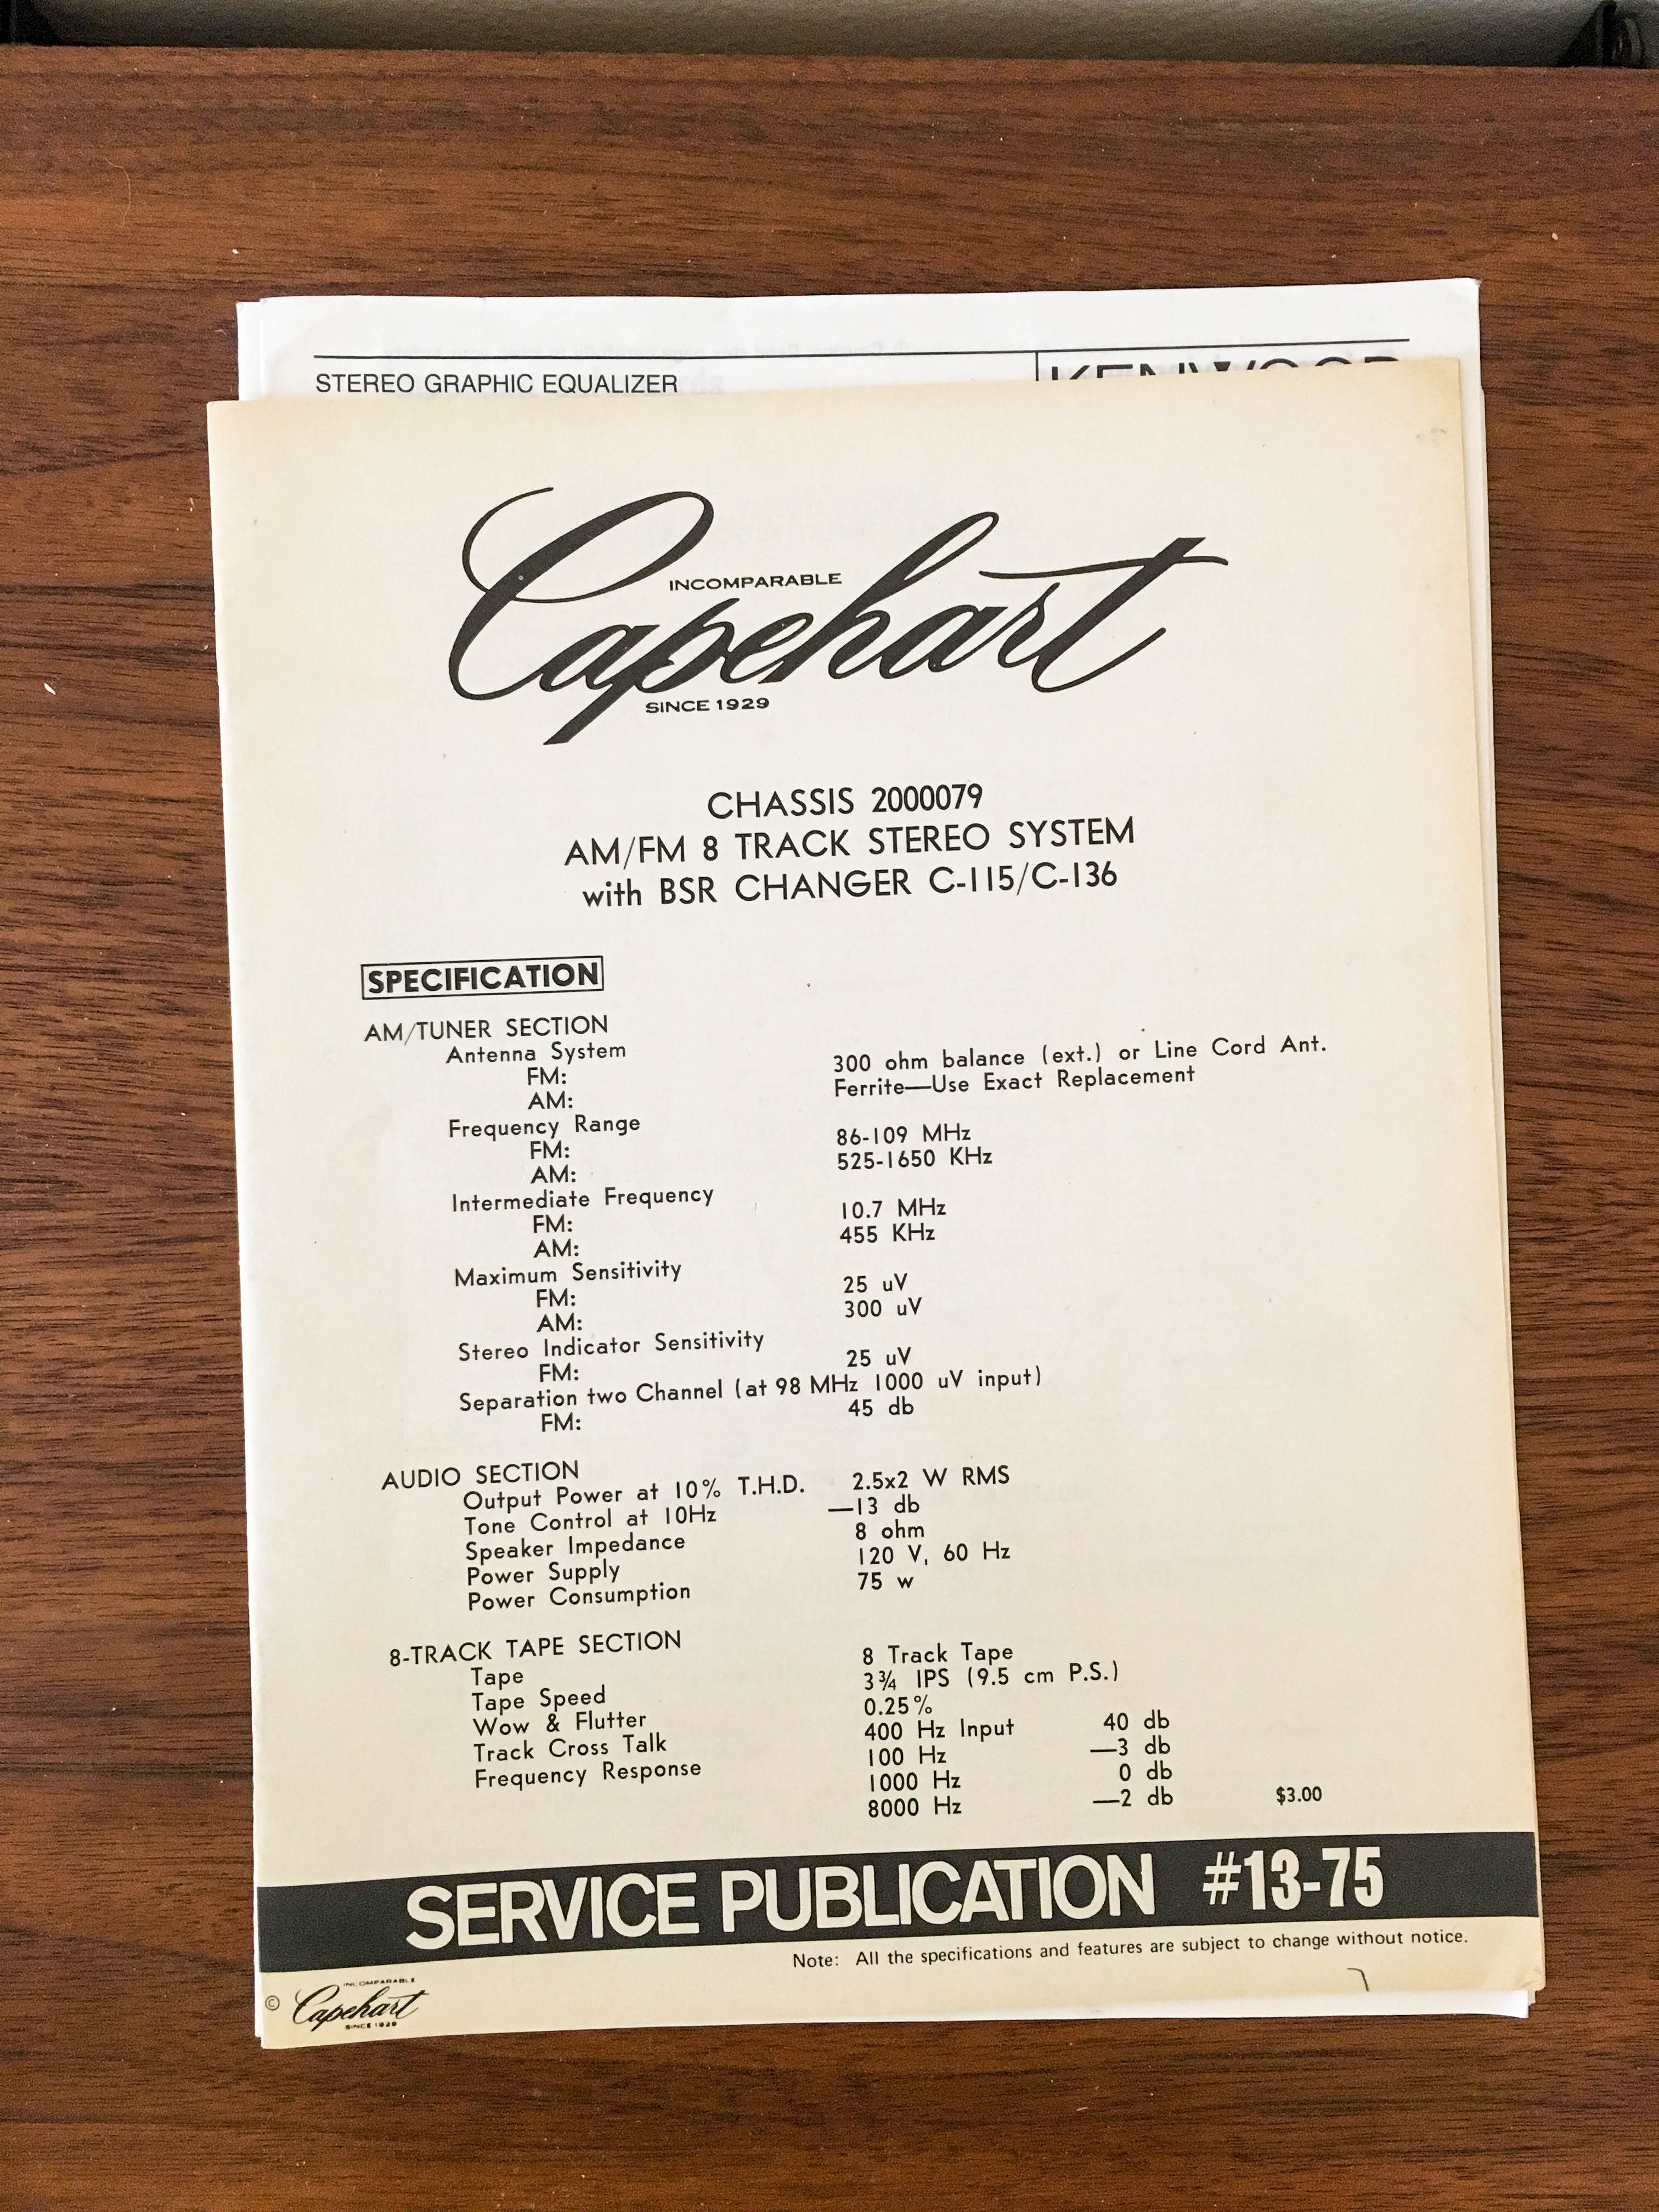 STEREO GRAPHIC EQUALIZER
KENWOOD
INCOMPARABLE
Capehart
SINCE 1929
CHASSIS 2000079
AM/FM 8 TRACK STEREO SYSTEM
with BSR CHANGER C-115/C-136
SPECIFICATION
AM/TUNER SECTION
Antenna System
FM: 300 ohm balance (ext.) or Line Cord Ant.
AM: Ferrite—Use Exact Replacement
Frequency Range
FM: 86-109 MHz
AM: 525-1650 KHz
Intermediate Frequency
FM: 10.7 MHz
AM: 455 KHz
Maximum Sensitivity
FM: 25 uV
AM: 300 uV
Stereo Indicator Sensitivity
FM: 25 uV
Separation two Channel (at 98 MHz 1000 uV input)
FM: 45 db
AUDIO SECTION
Output Power at 10% T.H.D. 2.5x2 W RMS
Tone Control at 10Hz —13 db
Speaker Impedance 8 ohm
Power Supply 120 V, 60 Hz
Power Consumption 75 w
8-TRACK TAPE SECTION
Tape 8 Track Tape
Tape Speed 3¾ IPS (9.5 cm P.S.)
Wow & Flutter 0.25%
Track Cross Talk 400 Hz Input 40 db
Frequency Response 100 Hz —3 db
1000 Hz 0 db
8000 Hz —2 db $3.00
SERVICE PUBLICATION #13-75
Note: All the specifications and features are subject to change without notice.
© INCOMPARABLE
Capehart
SINCE 1929